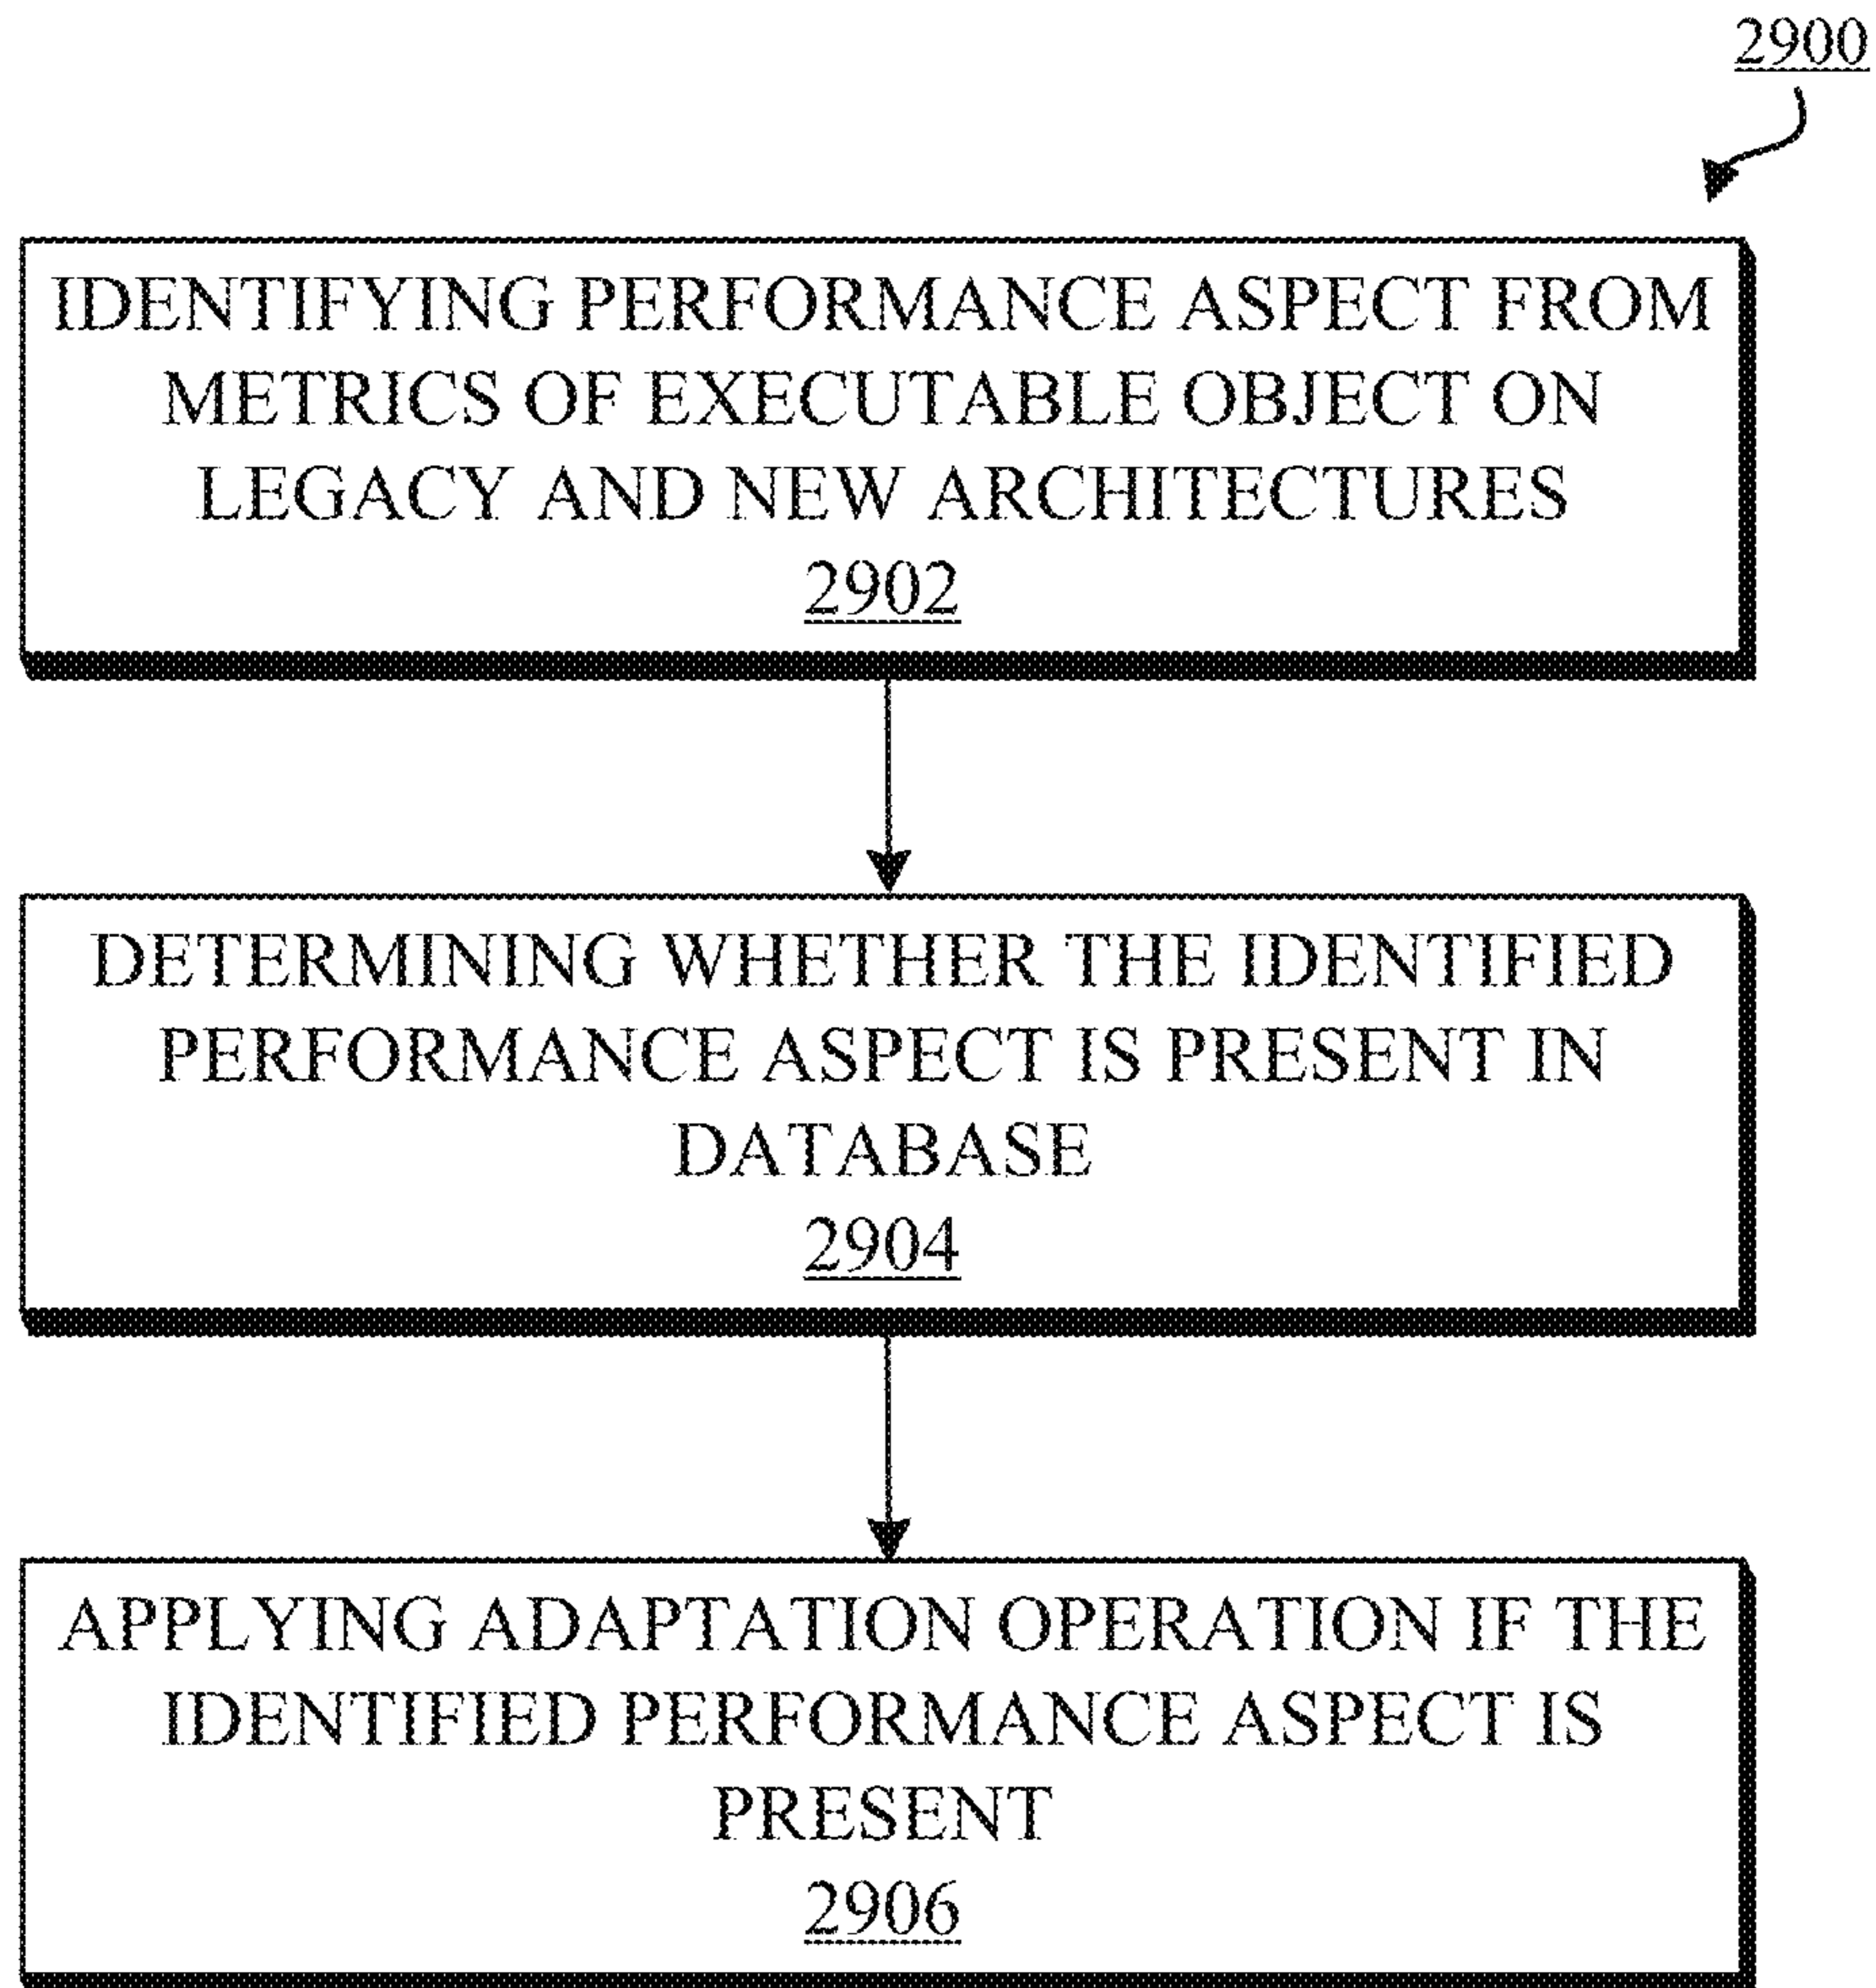 2900
IDENTIFYING PERFORMANCE ASPECT FROM
METRICS OF EXECUTABLE OBJECT ON
LEGACY AND NEW ARCHITECTURES
2902
DETERMINING WHETHER THE IDENTIFIED
PERFORMANCE ASPECT IS PRESENT IN
DATABASE
2904
APPLYING ADAPTATION OPERATION IF THE
IDENTIFIED PERFORMANCE ASPECT IS
PRESENT
2906